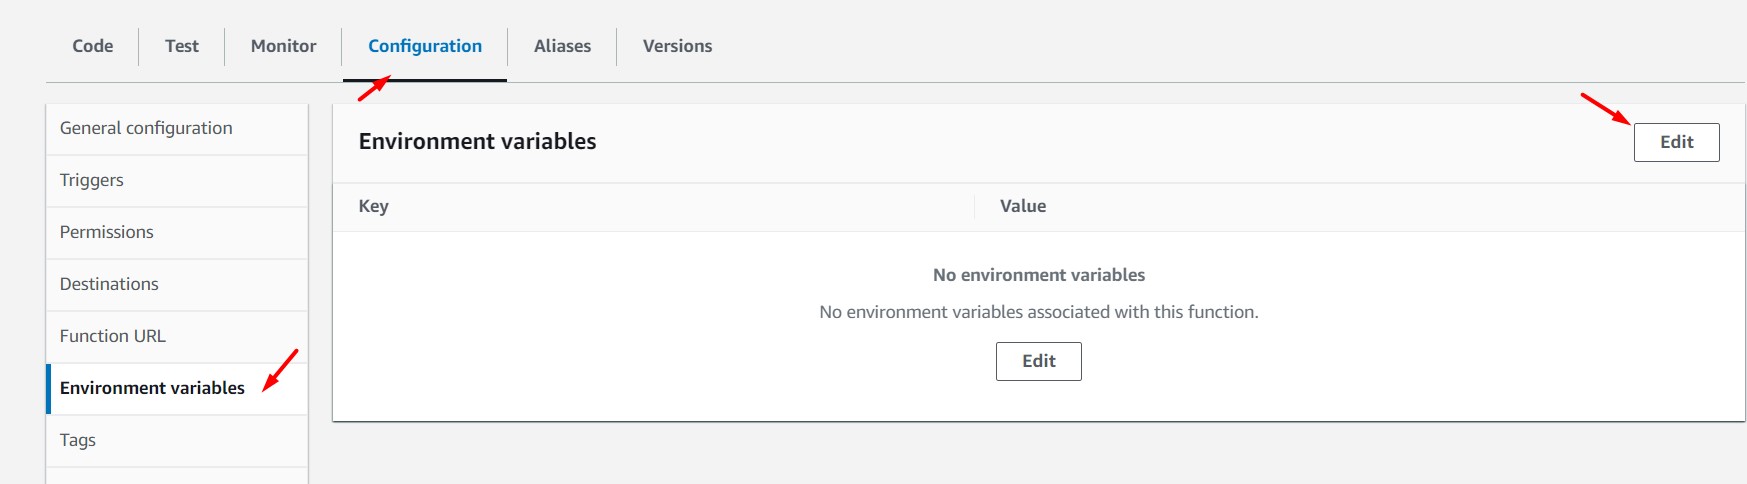 Code Test Monitor Configuration Aliases Versions
General configuration
Triggers
Permissions
Destinations
Function URL
Environment variables
Tags
Environment variables
Edit
Key Value
No environment variables
No environment variables associated with this function.
Edit